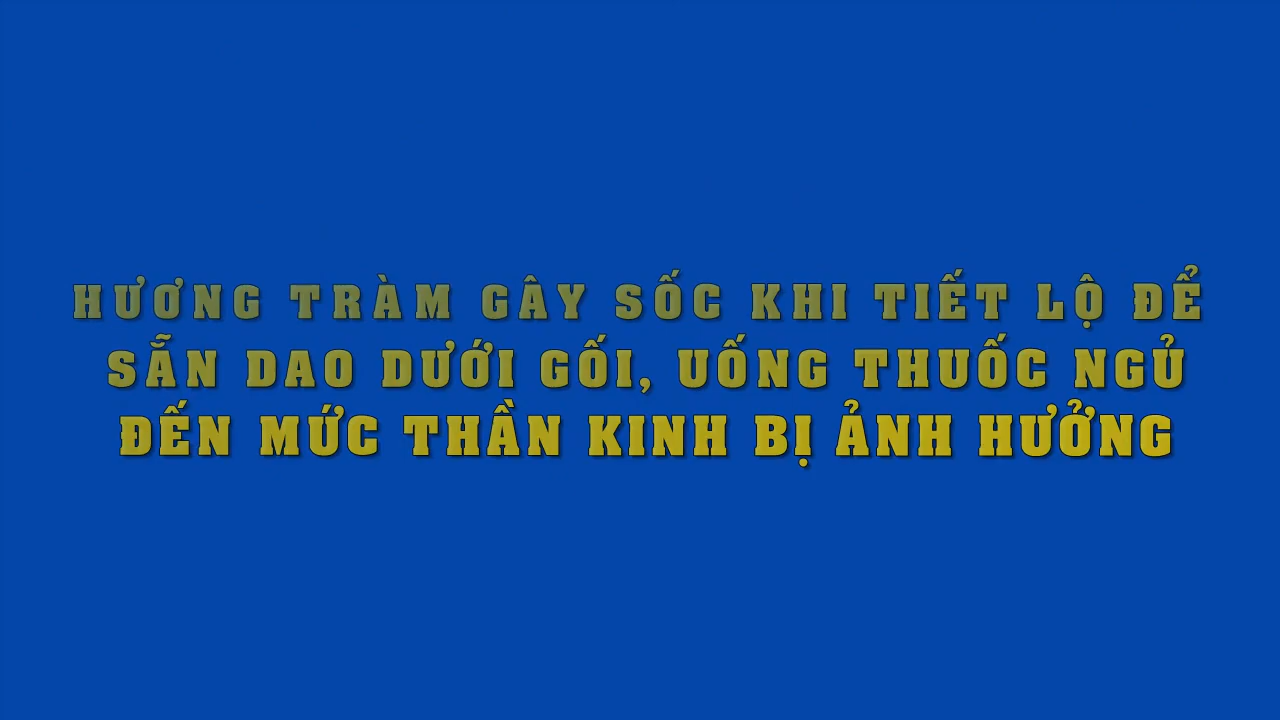 HƯƠNG TRÀM GÂY SỐC KHI TIẾT LỘ ĐỂ
SẴN DAO DƯỚI GỐI, UỐNG THUỐC NGỦ
ĐẾN MỨC THẦN KINH BỊ ẢNH HƯỞNG